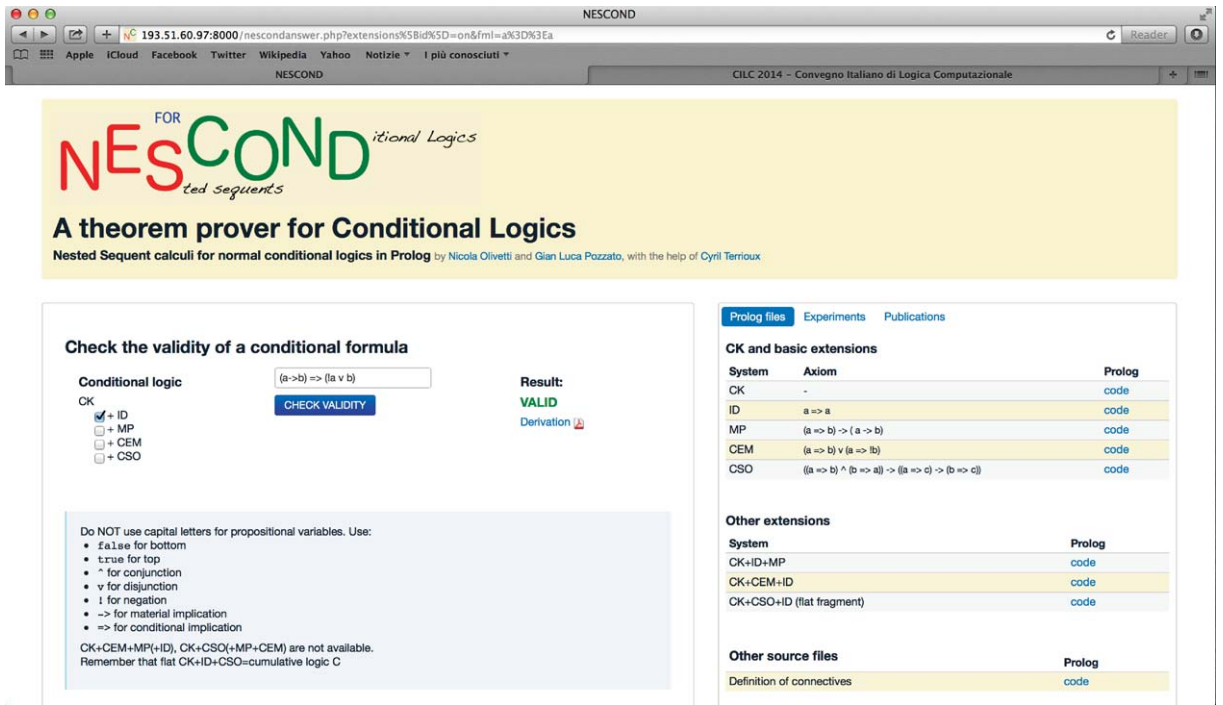 NESCOND
193.51.60.97:8000/nescondanswer.php?extensions%5Bid%5D=on&fml=a%3D%3Ea
Reader
Apple iCloud Facebook Twitter Wikipedia Yahoo Notizie I più conosciuti
NESCOND
CILC 2014 – Convegno Italiano di Logica Computazionale
FOR
NESCOND itional Logics
ted sequents
A theorem prover for Conditional Logics
Nested Sequent calculi for normal conditional logics in Prolog by Nicola Olivetti and Gian Luca Pozzato, with the help of Cyril Terrioux
Check the validity of a conditional formula
Conditional logic
CK
+ ID
+ MP
+ CEM
+ CSO
(a->b) => (!a v b)
CHECK VALIDITY
Result:
VALID
Derivation
Do NOT use capital letters for propositional variables. Use:
• false for bottom
• true for top
• ^ for conjunction
• v for disjunction
• ! for negation
• -> for material implication
• => for conditional implication
CK+CEM+MP(+ID), CK+CSO(+MP+CEM) are not available.
Remember that flat CK+ID+CSO=cumulative logic C
Prolog files Experiments Publications
CK and basic extensions
System Axiom Prolog
CK - code
ID a => a code
MP (a => b) -> ( a -> b) code
CEM (a => b) v (a => !b) code
CSO ((a => b) ^ (b => a)) -> ((a => c) -> (b => c)) code
Other extensions
System Prolog
CK+ID+MP code
CK+CEM+ID code
CK+CSO+ID (flat fragment) code
Other source files Prolog
Definition of connectives code